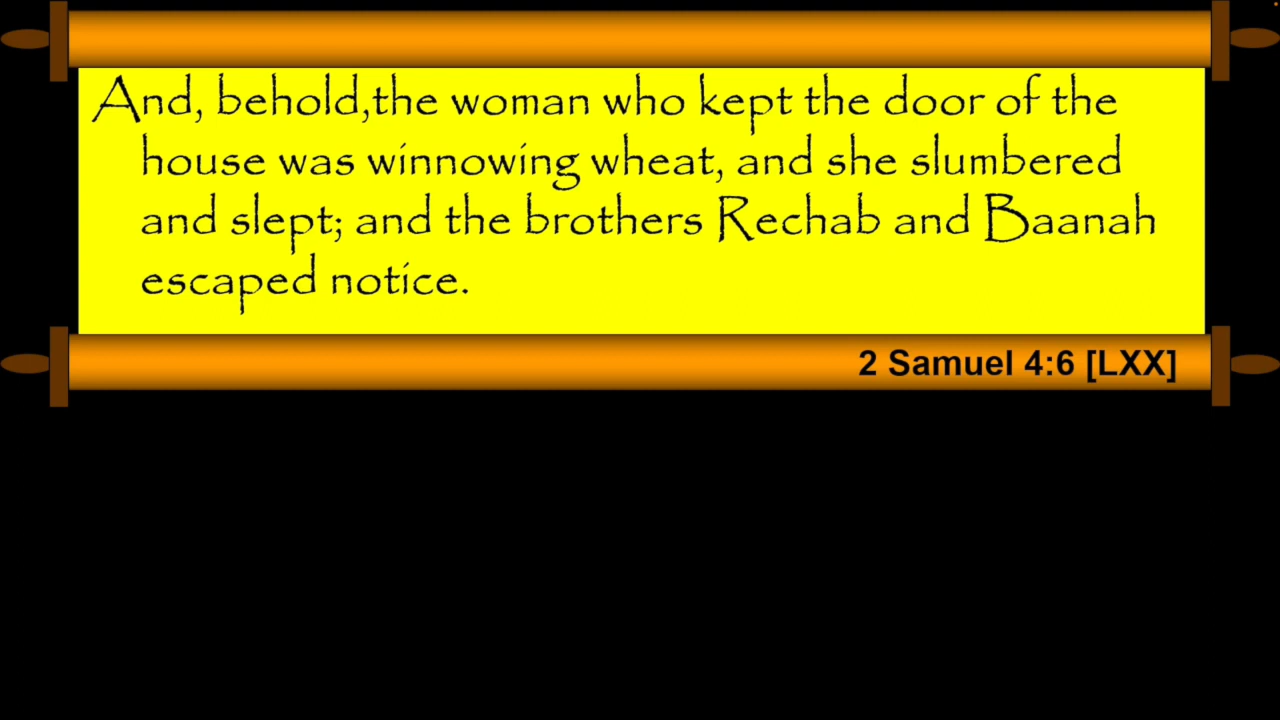 And, behold,the woman who kept the door of the
house was winnowing wheat, and she slumbered
and slept; and the brothers Rechab and Baanah
escaped notice.
2 Samuel 4:6 [LXX]